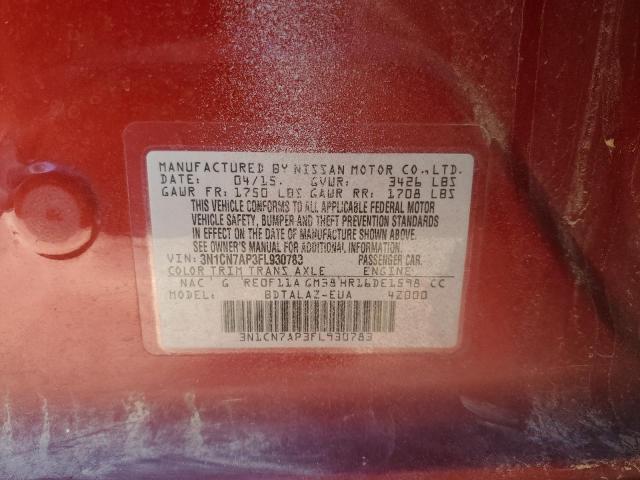 MANUFACTURED BY NISSAN MOTOR CO.,LTD.
DATE: 04/15. GVWR: 3426 LBS
GAWR FR: 1750 LBS GAWR RR: 1708 LBS
THIS VEHICLE CONFORMS TO ALL APPLICABLE FEDERAL MOTOR
VEHICLE SAFETY, BUMPER AND THEFT PREVENTION STANDARDS
IN EFFECT ON THE DATE OF MANUFACTURE SHOWN ABOVE.
SEE OWNER'S MANUAL FOR ADDITIONAL INFORMATION.
VIN: 3N1CN7AP3FL930783 PASSENGER CAR.
COLOR TRIM TRANS AXLE ENGINE
NAC G RE0F11A GM38 HR16DE1598 CC
MODEL BDTALAZ-EUA 4Z000
3N1CN7AP3FL930783